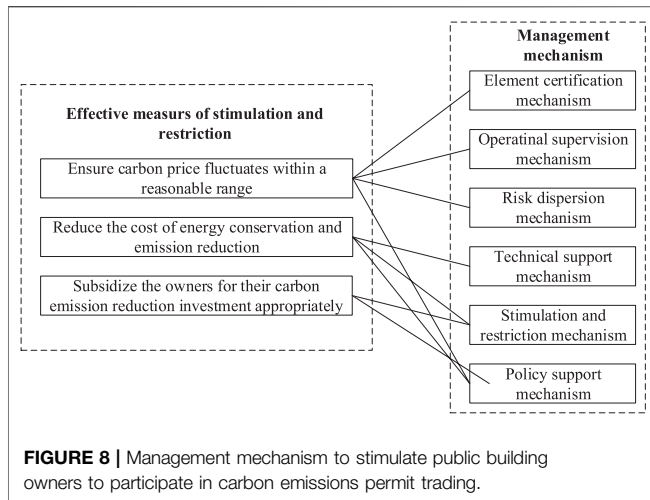 Effective measurs of stimulation and
restriction
Ensure carbon price fluctuates within a
reasonable range
Reduce the cost of energy conservation and
emission reduction
Subsidize the owners for their carbon
emission reduction investment appropriately
Management
mechanism
Element certification
mechanism
Operatinal supervision
mechanism
Risk dispersion
mechanism
Technical support
mechanism
Stimulation and
restriction mechanism
Policy support
mechanism
FIGURE 8 | Management mechanism to stimulate public building
owners to participate in carbon emissions permit trading.